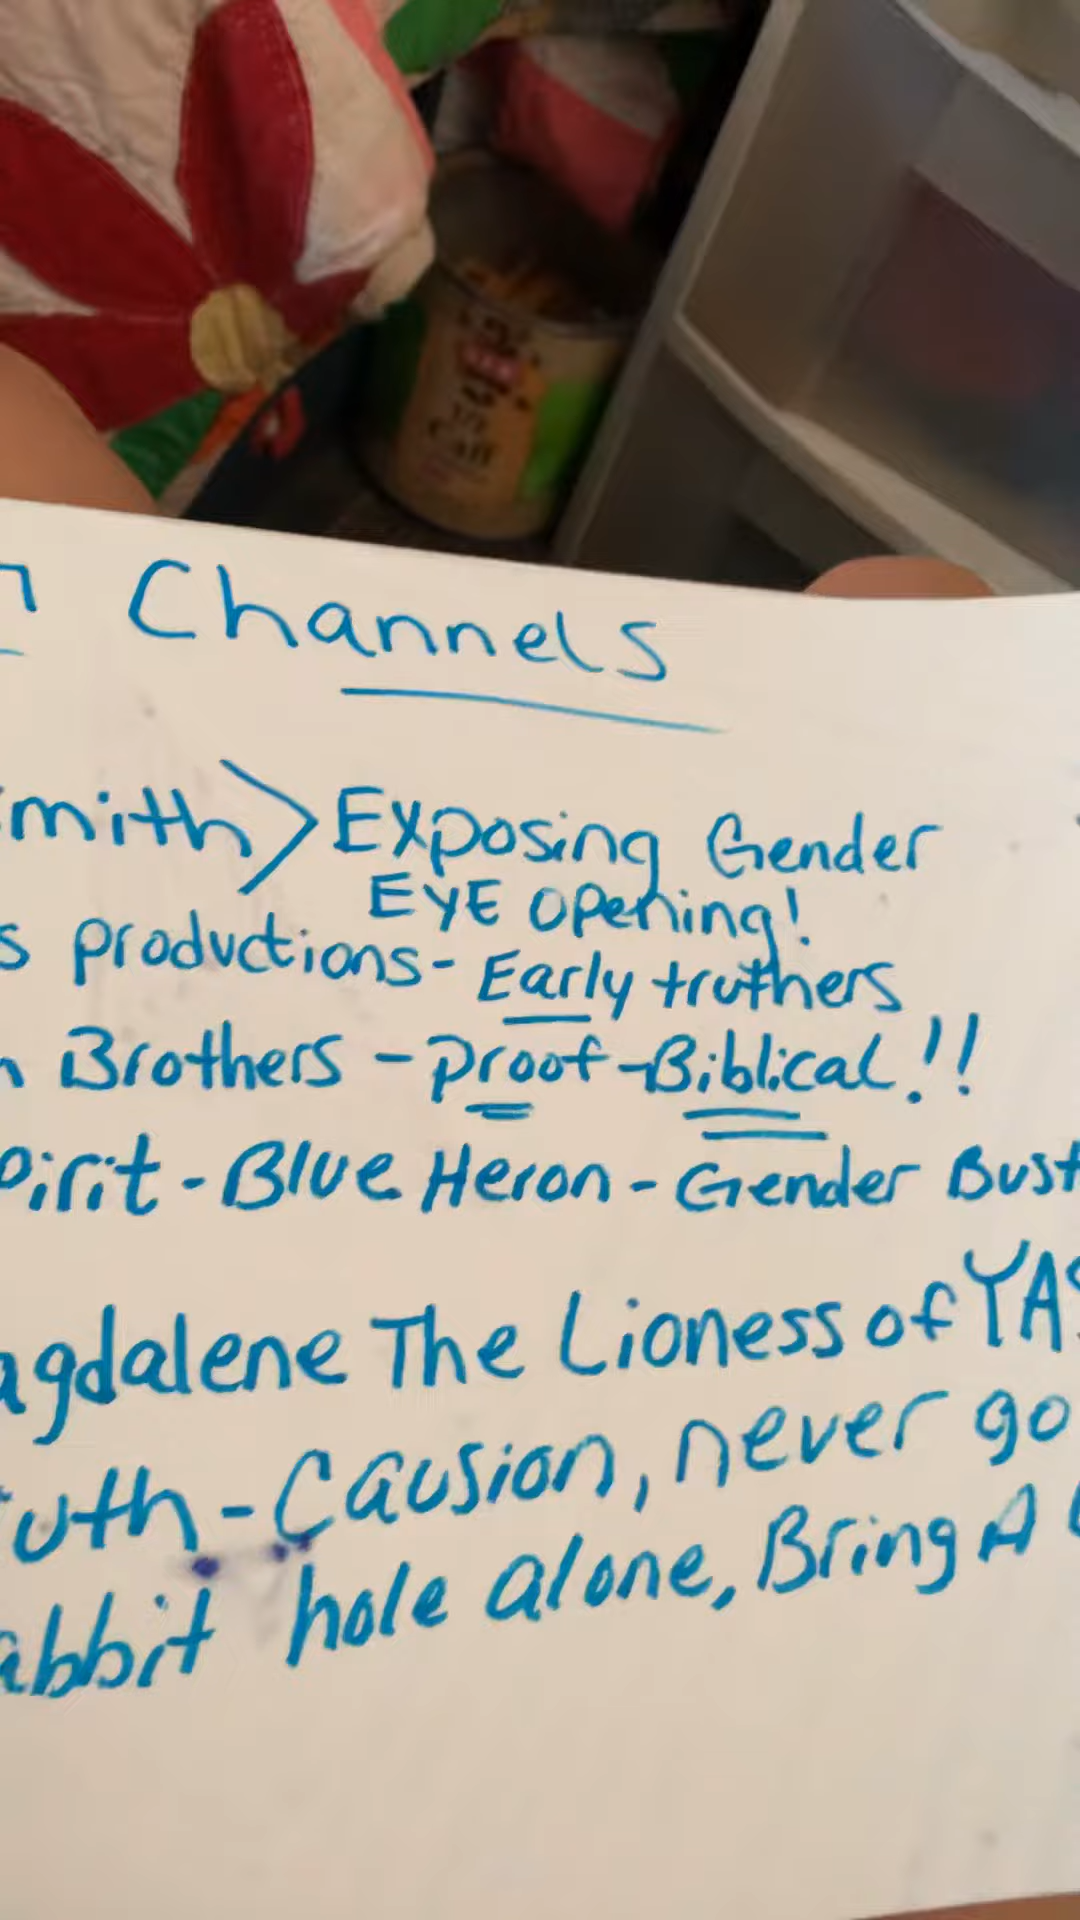 Channels
mith > Exposing Gender
EYE Opening!
s productions - Early truthers
Brothers - Proof - Biblical!!
pirit - Blue Heron - Gender Bust
agdalene The Lioness of YAS
uth - Causion, never go
abbit hole alone, Bring A